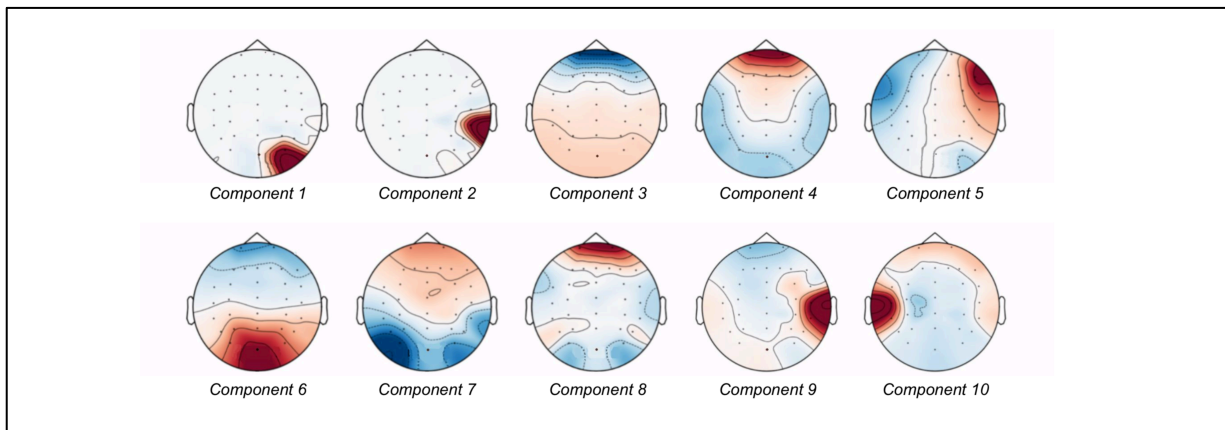 Component 1
Component 2
Component 3
Component 4
Component 5
Component 6
Component 7
Component 8
Component 9
Component 10